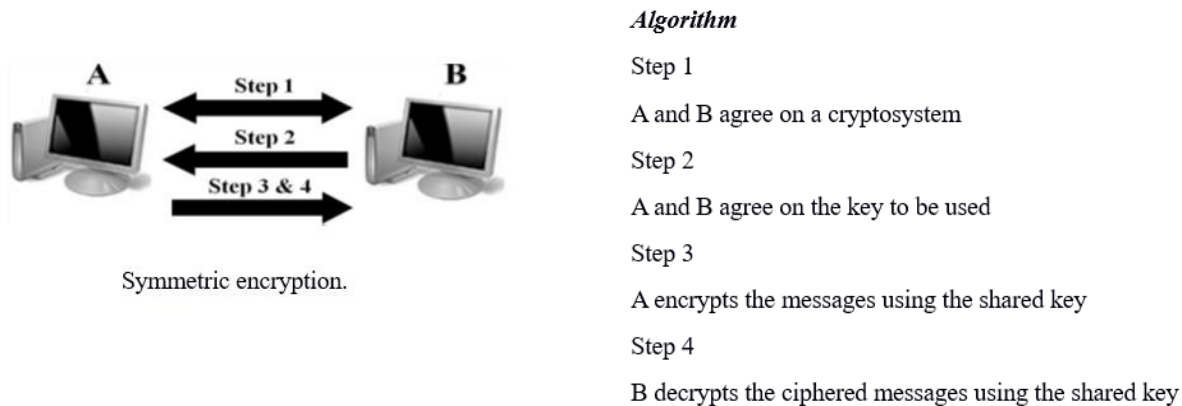 A
B
Step 1
Step 2
Step 3 & 4
Symmetric encryption.
Algorithm
Step 1
A and B agree on a cryptosystem
Step 2
A and B agree on the key to be used
Step 3
A encrypts the messages using the shared key
Step 4
B decrypts the ciphered messages using the shared key